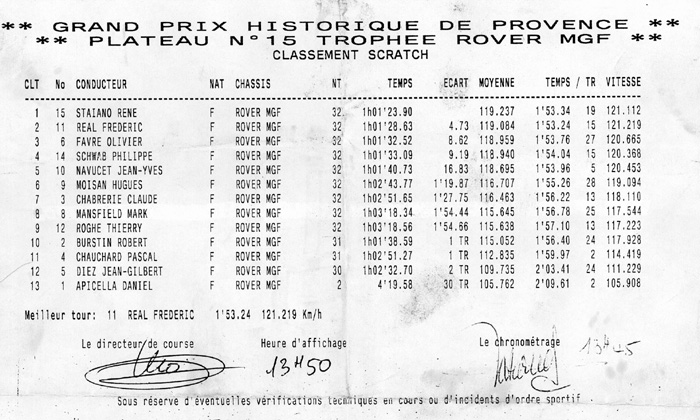 ** GRAND PRIX HISTORIQUE DE PROVENCE **
** PLATEAU N°15 TROPHEE ROVER MGF **
CLASSEMENT SCRATCH
CLT No CONDUCTEUR NAT CHASSIS NT TEMPS ECART MOYENNE TEMPS / TR VITESSE
1 15 STAIANO RENE F ROVER MGF 32 1h01'23.90 119.237 1'53.34 19 121.112
2 11 REAL FREDERIC F ROVER MGF 32 1h01'28.63 4.73 119.084 1'53.24 15 121.219
3 6 FAVRE OLIVIER F ROVER MGF 32 1h01'32.52 8.62 118.959 1'53.76 27 120.665
4 14 SCHWAB PHILIPPE F ROVER MGF 32 1h01'33.09 9.19 118.940 1'54.04 15 120.368
5 10 NAVUCET JEAN-YVES F ROVER MGF 32 1h01'40.73 16.83 118.695 1'53.96 5 120.453
6 9 MOISAN HUGUES F ROVER MGF 32 1h02'43.77 1'19.87 116.707 1'55.26 28 119.094
7 3 CHABRERIE CLAUDE F ROVER MGF 32 1h02'51.65 1'27.75 116.463 1'56.22 13 118.110
8 8 MANSFIELD MARK F ROVER MGF 32 1h03'18.34 1'54.44 115.645 1'56.78 25 117.544
9 12 ROGHE THIERRY F ROVER MGF 32 1h03'18.56 1'54.66 115.638 1'57.10 13 117.223
10 2 BURSTIN ROBERT F ROVER MGF 31 1h01'38.59 1 TR 115.052 1'56.40 24 117.928
11 4 CHAUCHARD PASCAL F ROVER MGF 31 1h02'51.27 1 TR 112.835 1'59.97 2 114.419
12 5 DIEZ JEAN-GILBERT F ROVER MGF 30 1h02'32.70 2 TR 109.735 2'03.41 24 111.229
13 1 APICELLA DANIEL F ROVER MGF 2 4'19.58 30 TR 105.762 2'09.61 2 105.908
Meilleur tour: 11 REAL FREDERIC 1'53.24 121.219 Km/h
Le directeur de course Heure d'affichage Le chronométrage
13H50
Sous réserve d'éventuelles vérifications techniques en cours ou d'incidents d'ordre sportif.